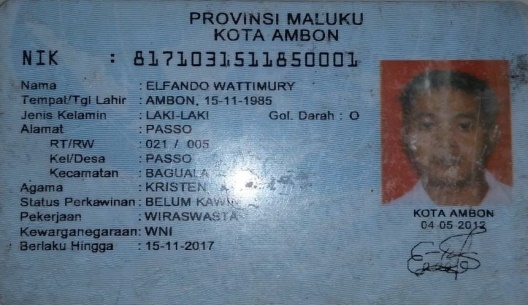 PROVINSI MALUKU
KOTA AMBON
NIK : 8171031511850001
Nama : ELFANDO WATTIMURY
Tempat/Tgl Lahir : AMBON, 15-11-1985
Jenis Kelamin : LAKI-LAKI Gol. Darah : O
Alamat : PASSO
RT/RW : 021 / 005
Kel/Desa : PASSO
Kecamatan : BAGUALA
Agama : KRISTEN
Status Perkawinan : BELUM KAWIN
Pekerjaan : WIRASWASTA
Kewarganegaraan : WNI
Berlaku Hingga : 15-11-2017
KOTA AMBON
04-05-2012